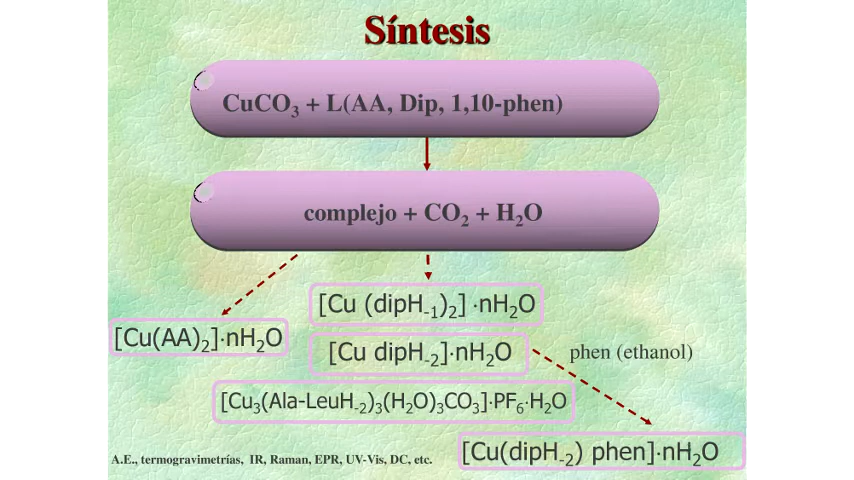 Síntesis
CuCO₃ + L(AA, Dip, 1,10-phen)
complejo + CO₂ + H₂O
[Cu (dipH₋₁)₂] ·nH₂O
[Cu(AA)₂]·nH₂O
[Cu dipH₋₂]·nH₂O
phen (ethanol)
[Cu₃(Ala-LeuH₋₂)₃(H₂O)₃CO₃]·PF₆·H₂O
[Cu(dipH₋₂) phen]·nH₂O
A.E., termogravimetrías, IR, Raman, EPR, UV-Vis, DC, etc.